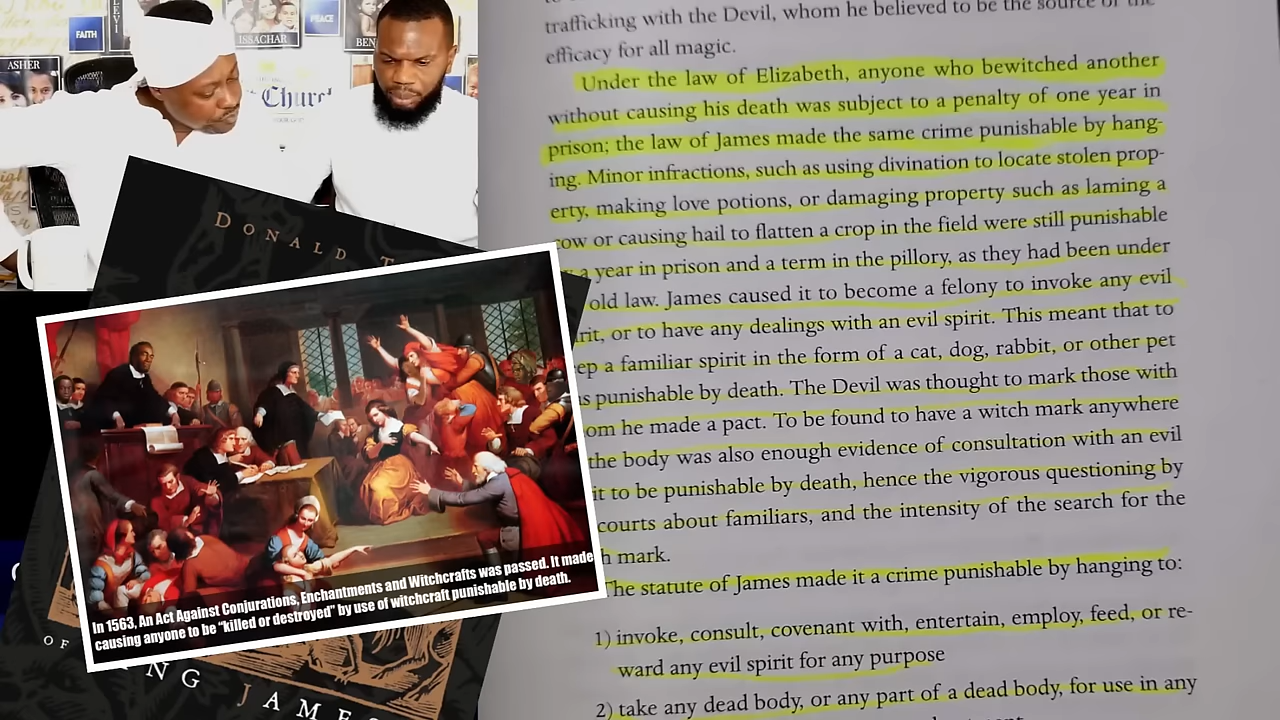 FAITH
LEVI
ISSACHAR
PEACE
BEN
ASHER
Church
DONALD T
In 1563, An Act Against Conjurations, Enchantments and Witchcrafts was passed. It made
causing anyone to be “killed or destroyed” by use of witchcraft punishable by death.
OF
NG JAMES
trafficking with the Devil, whom he believed to be the source of the
efficacy for all magic.
Under the law of Elizabeth, anyone who bewitched another
without causing his death was subject to a penalty of one year in
prison; the law of James made the same crime punishable by hang-
ing. Minor infractions, such as using divination to locate stolen prop-
erty, making love potions, or damaging property such as laming a
cow or causing hail to flatten a crop in the field were still punishable
a year in prison and a term in the pillory, as they had been under
old law. James caused it to become a felony to invoke any evil
rit, or to have any dealings with an evil spirit. This meant that to
ep a familiar spirit in the form of a cat, dog, rabbit, or other pet
s punishable by death. The Devil was thought to mark those with
om he made a pact. To be found to have a witch mark anywhere
the body was also enough evidence of consultation with an evil
it to be punishable by death, hence the vigorous questioning by
courts about familiars, and the intensity of the search for the
h mark.
The statute of James made it a crime punishable by hanging to:
1) invoke, consult, covenant with, entertain, employ, feed, or re-
ward any evil spirit for any purpose
2) take any dead body, or any part of a dead body, for use in any